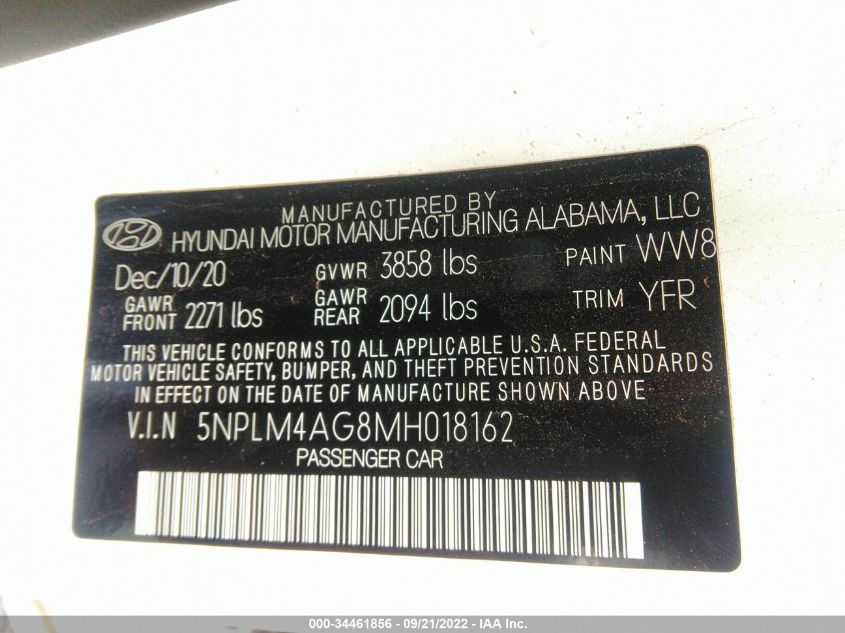 MANUFACTURED BY
HYUNDAI MOTOR MANUFACTURING ALABAMA, LLC
Dec/10/20 GVWR 3858 lbs PAINT WW8
GAWR FRONT 2271 lbs GAWR REAR 2094 lbs TRIM YFR
THIS VEHICLE CONFORMS TO ALL APPLICABLE U.S.A. FEDERAL
MOTOR VEHICLE SAFETY, BUMPER, AND THEFT PREVENTION STANDARDS
IN EFFECT ON THE DATE OF MANUFACTURE SHOWN ABOVE
V.I.N 5NPLM4AG8MH018162
PASSENGER CAR
000-34461856 - 09/21/2022 - IAA Inc.